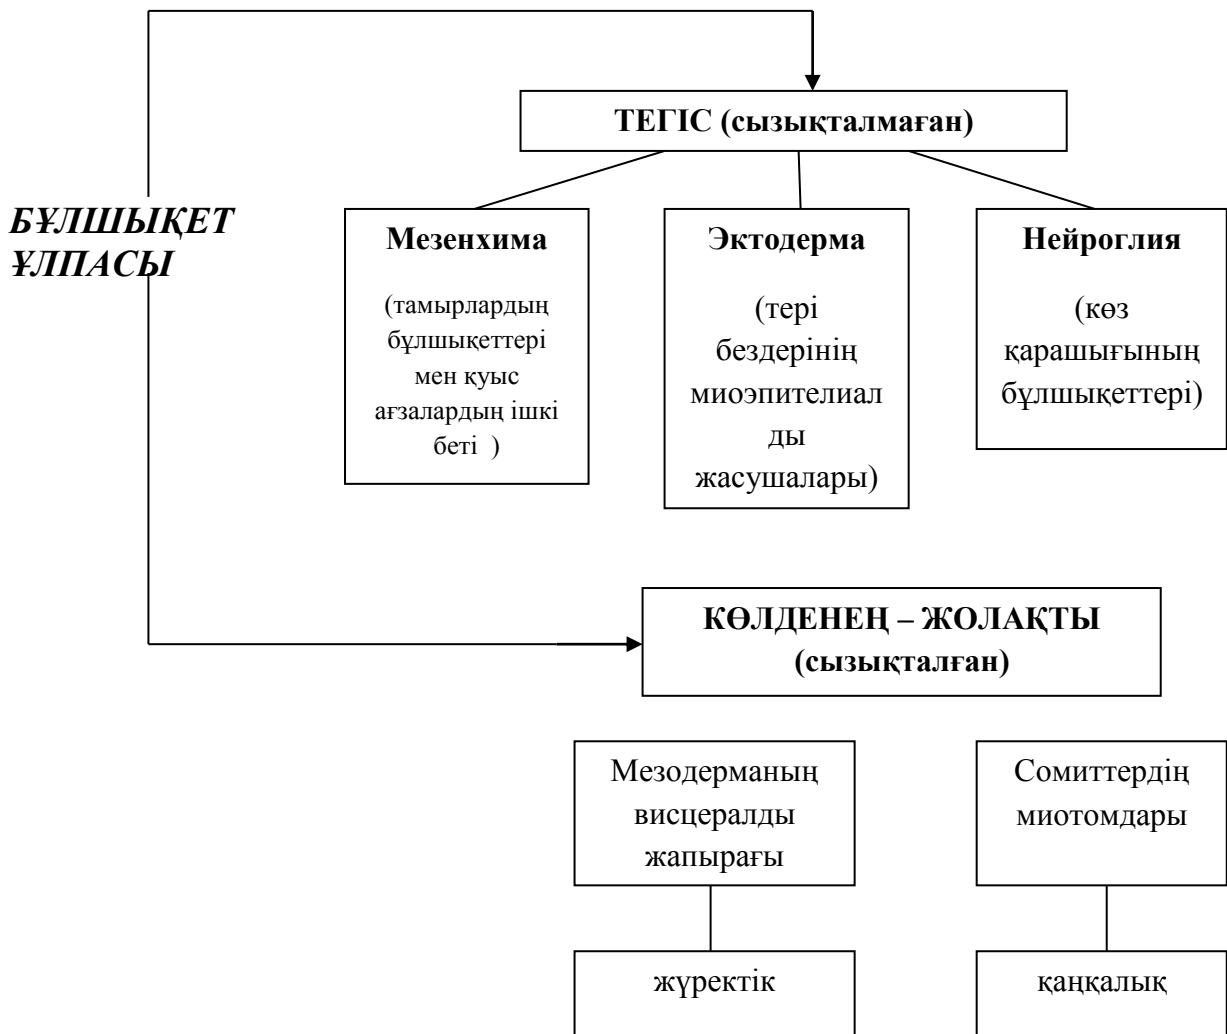 ТЕГІС (сызықталмаған)
БҰЛШЫҚЕТ
ҰЛПАСЫ
Мезенхима
(тамырлардың
бұлшықеттері
мен қуыс
ағзалардың ішкі
беті )
Эктодерма
(тері
бездерінің
миоэпителиал
ды
жасушалары)
Нейроглия
(көз
қарашығының
бұлшықеттері)
КӨЛДЕНЕҢ – ЖОЛАҚТЫ
(сызықталған)
Мезодерманың
висцералды
жапырағы
Сомиттердің
миотомдары
жүректік
қаңқалық